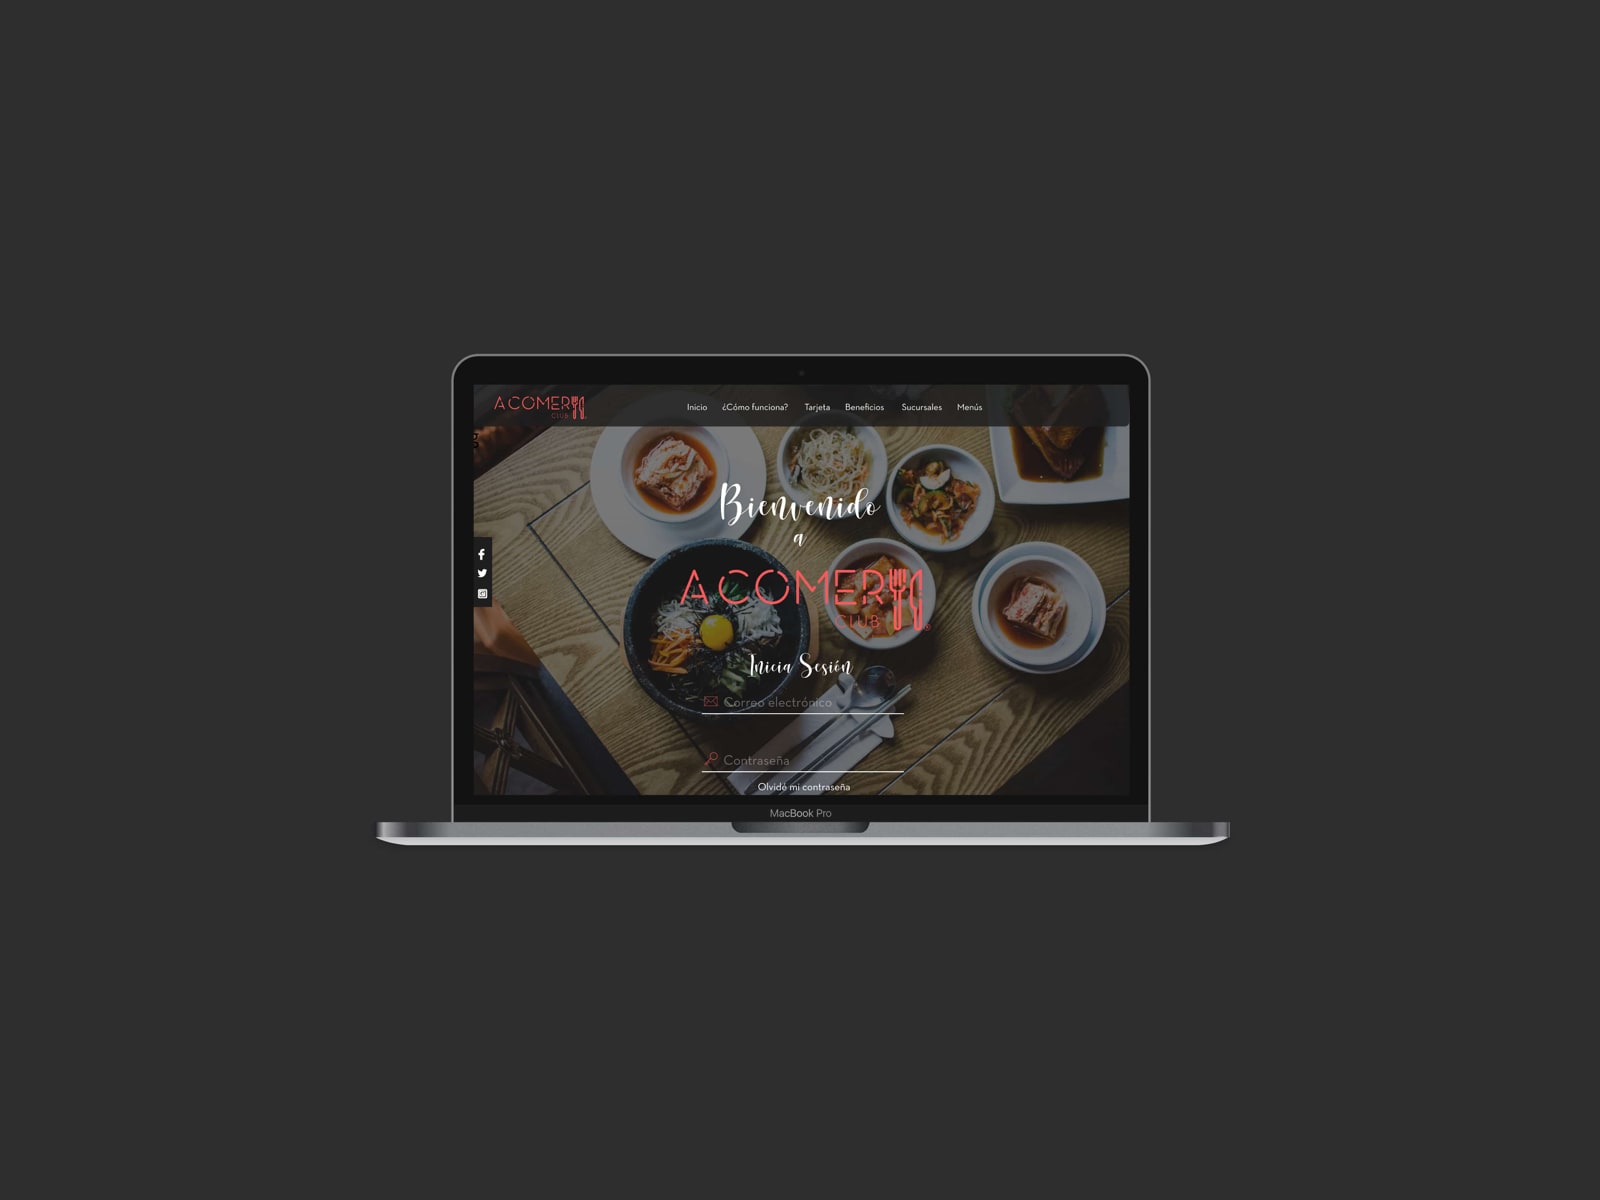 A COMER
CLUB
Inicio ¿Cómo funciona? Tarjeta Beneficios Sucursales Menús
Bienvenido
a
A COMER
CLUB ®
Inicia Sesión
Correo electrónico
Contraseña
Olvidé mi contraseña
MacBook Pro